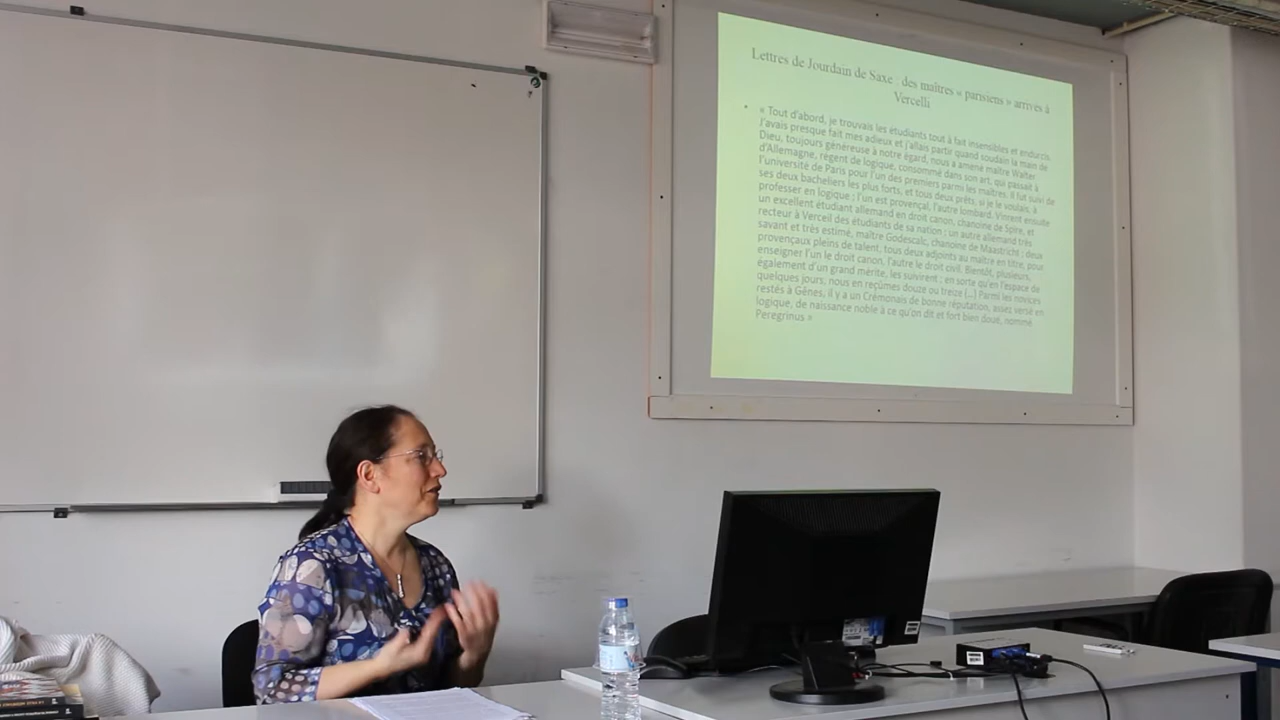 Lettres de Jourdain de Saxe : des maîtres « parisiens » arrivés à
Vercelli
• « Tout d'abord, je trouvais les étudiants tout à fait insensibles et endurcis.
J'avais presque fait mes adieux et j'allais partir quand soudain la main de
Dieu, toujours généreuse à notre égard, nous a amené maître Walter
d'Allemagne, régent de logique, consommé dans son art, qui passait à
l'université de Paris pour l'un des premiers parmi les maîtres. Il fut suivi de
ses deux bacheliers les plus forts, et tous deux prêts, si je le voulais, à
professer en logique ; l'un est provençal, l'autre lombard. Vinrent ensuite
un excellent étudiant allemand en droit canon, chanoine de Spire, et
recteur à Verceil des étudiants de sa nation ; un autre allemand très
savant et très estimé, maître Godescalc, chanoine de Maastricht ; deux
provençaux pleins de talent, tous deux adjoints au maître en titre, pour
enseigner l'un le droit canon, l'autre le droit civil. Bientôt, plusieurs,
également d'un grand mérite, les suivirent ; en sorte qu'en l'espace de
quelques jours, nous en reçûmes douze ou treize (…) Parmi les novices
restés à Gênes, il y a un Crémonais de bonne réputation, assez versé en
logique, de naissance noble à ce qu'on dit et fort bien doué, nommé
Peregrinus »